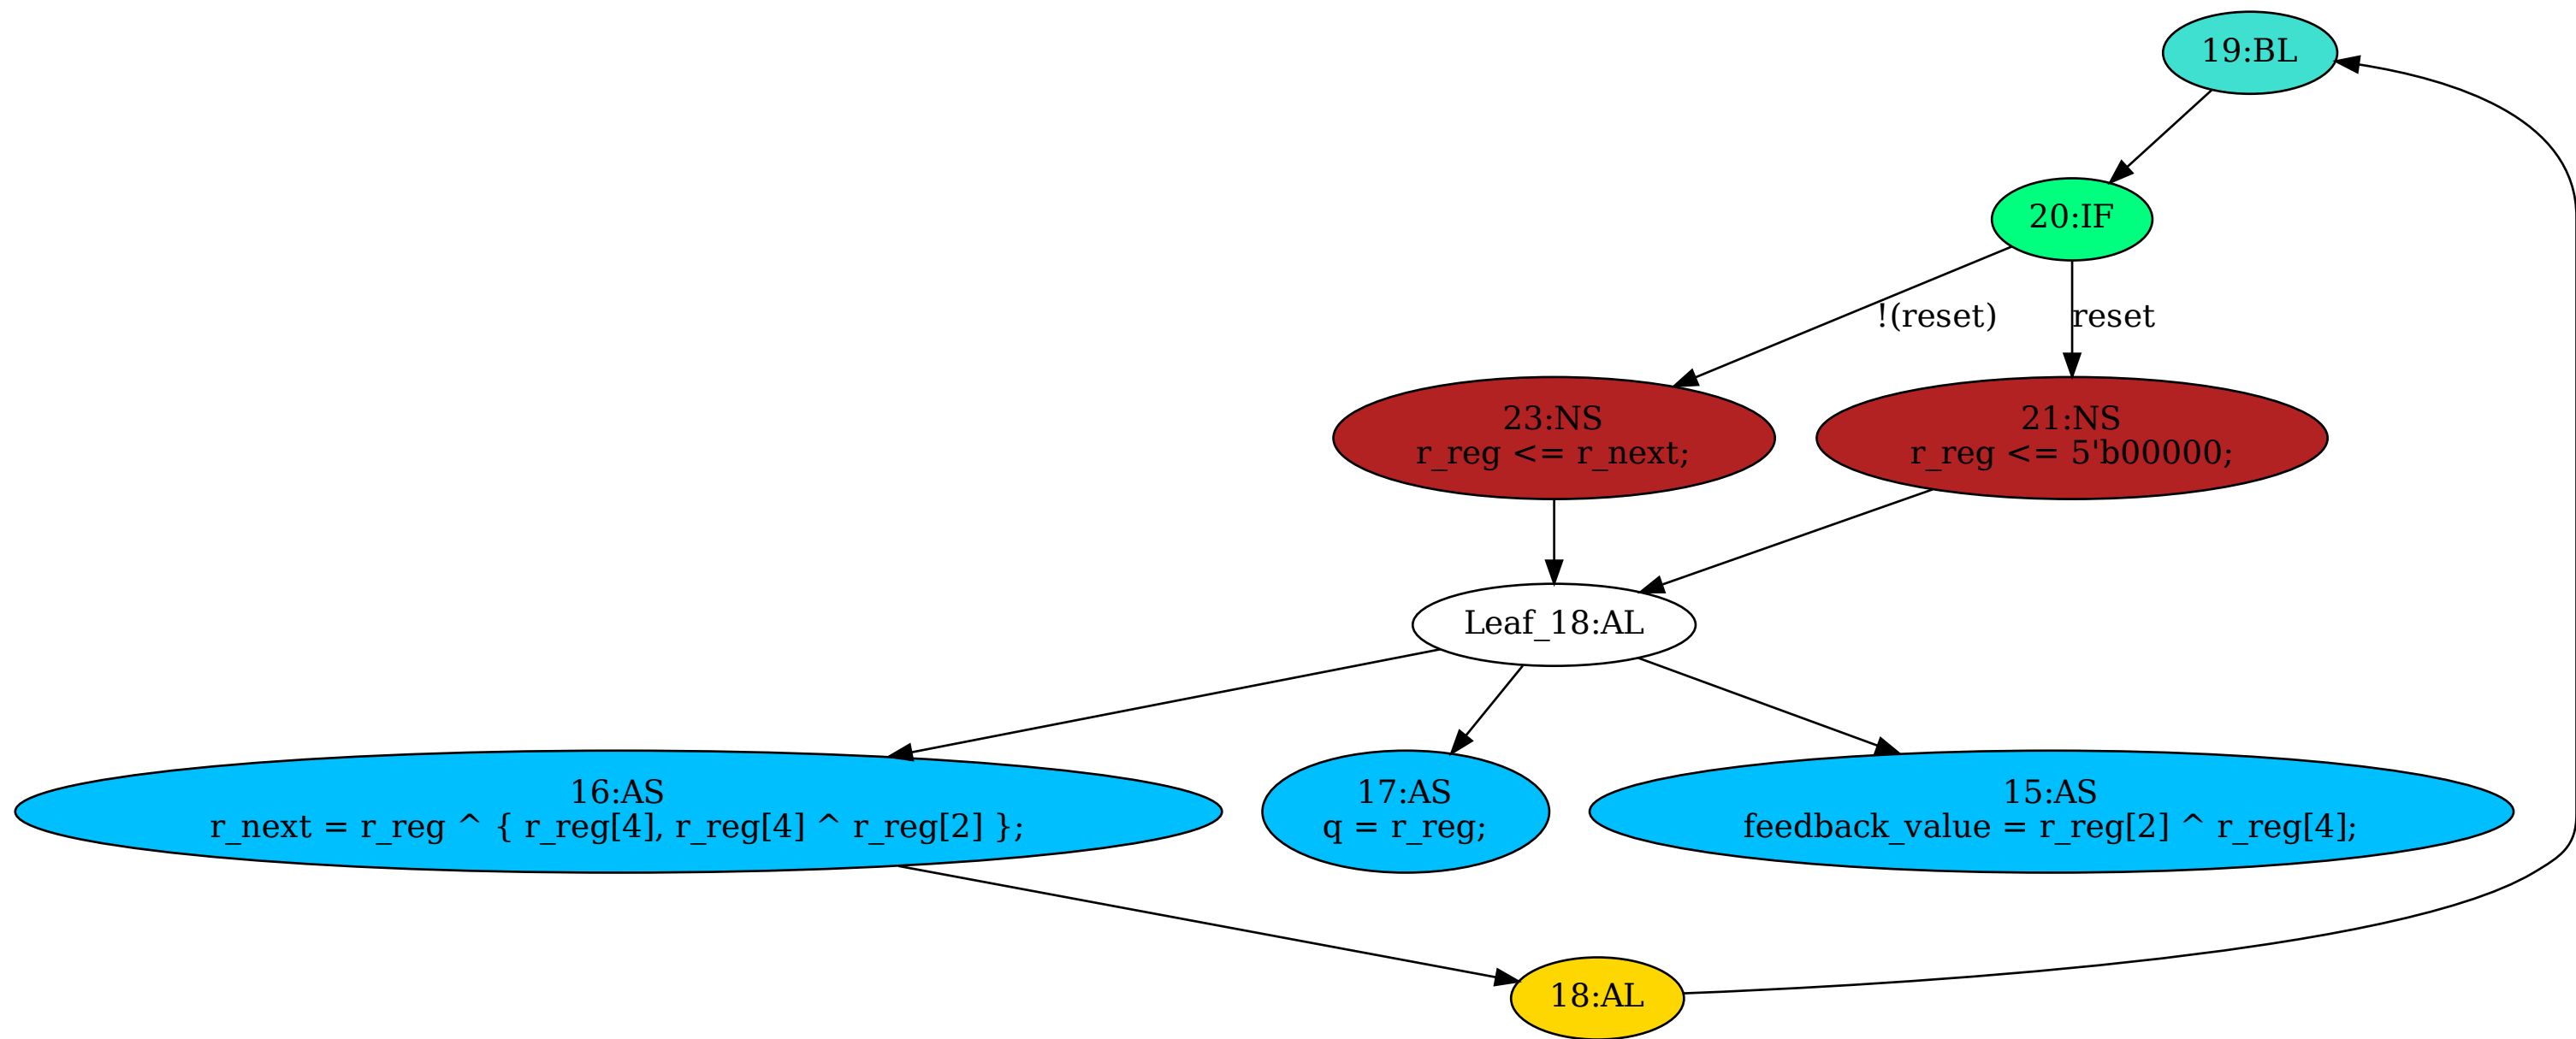 19:BL
20:IF
!(reset)
reset
23:NS
r_reg <= r_next;
21:NS
r_reg <= 5'b00000;
Leaf_18:AL
16:AS
r_next = r_reg ^ { r_reg[4], r_reg[4] ^ r_reg[2] };
17:AS
q = r_reg;
15:AS
feedback_value = r_reg[2] ^ r_reg[4];
18:AL